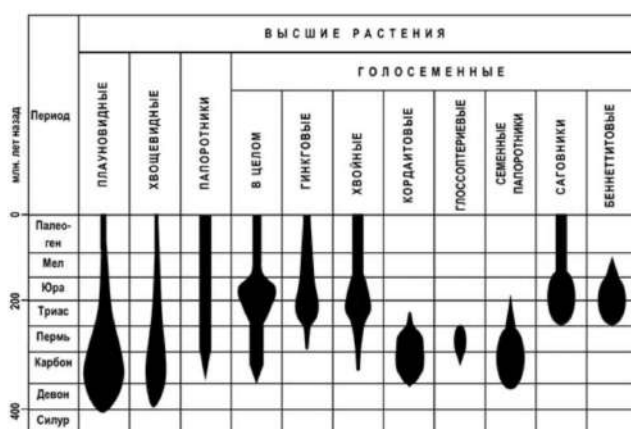 ВЫСШИЕ РАСТЕНИЯ
ГОЛОСЕМЕННЫЕ
млн. лет назад
Период
ПЛАУНОВИДНЫЕ
ХВОЩЕВИДНЫЕ
ПАПОРОТНИКИ
В ЦЕЛОМ
ГИНКГОВЫЕ
ХВОЙНЫЕ
КОРДАИТОВЫЕ
ГЛОССОПТЕРИЕВЫЕ
СЕМЕННЫЕ
ПАПОРОТНИКИ
САГОВНИКИ
БЕННЕТТИТОВЫЕ
0
Палео-
ген
Мел
Юра
200
Триас
Пермь
Карбон
Девон
400
Силур